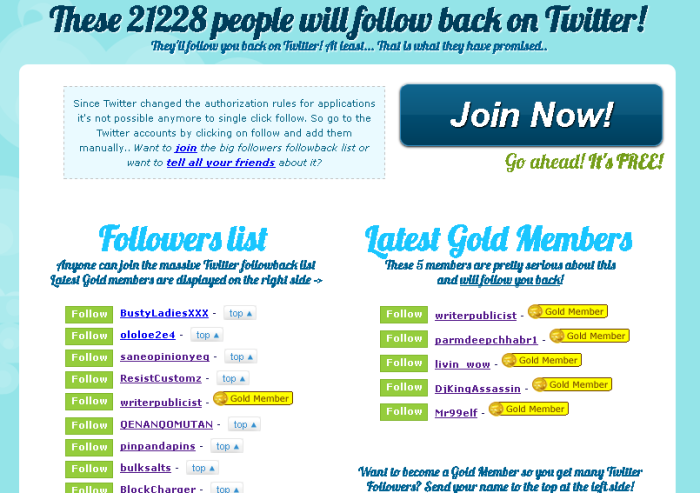 These 21228 people will follow back on Twitter!
They'll follow you back on Twitter! At least... That is what they have promised..
Since Twitter changed the authorization rules for applications
it's not possible anymore to single click follow. So go to the
Twitter accounts by clicking on follow and add them
manually.. Want to join the big followers followback list or
want to tell all your friends about it?
Join Now!
Go ahead! It's FREE!
Followers list
Anyone can join the massive Twitter followback list
Latest Gold members are displayed on the right side ->
Follow BustyLadiesXXX - top ▲
Follow ololoe2e4 - top ▲
Follow saneopinionyeg - top ▲
Follow ResistCustomz - top ▲
Follow writerpublicist - Gold Member
Follow QENANQOMUTAN - top ▲
Follow pinpandapins - top ▲
Follow bulksalts - top ▲
Follow BlockCharger - top ▲
Latest Gold Members
These 5 members are pretty serious about this
and will follow you back!
Follow writerpublicist - Gold Member
Follow parmdeepchhabr1 - Gold Member
Follow livin_wow - Gold Member
Follow DjKingAssassin - Gold Member
Follow Mr99elf - Gold Member
Want to become a Gold Member so you get many Twitter
Followers? Send your name to the top at the left side!